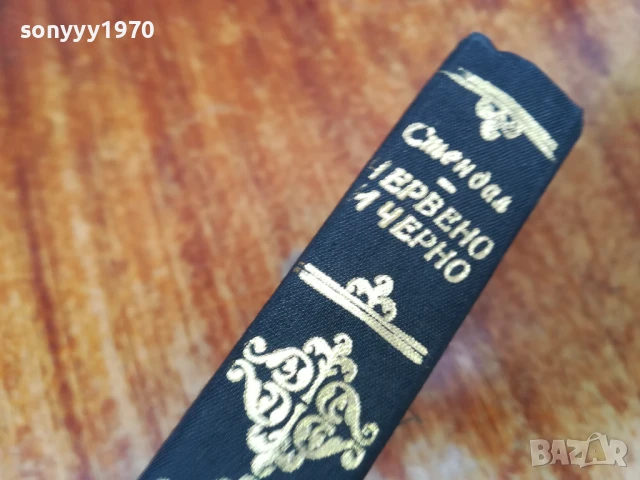 sonyyy1970
Стендал
-
ЧЕРВЕНО
И ЧЕРНО
BAZAR